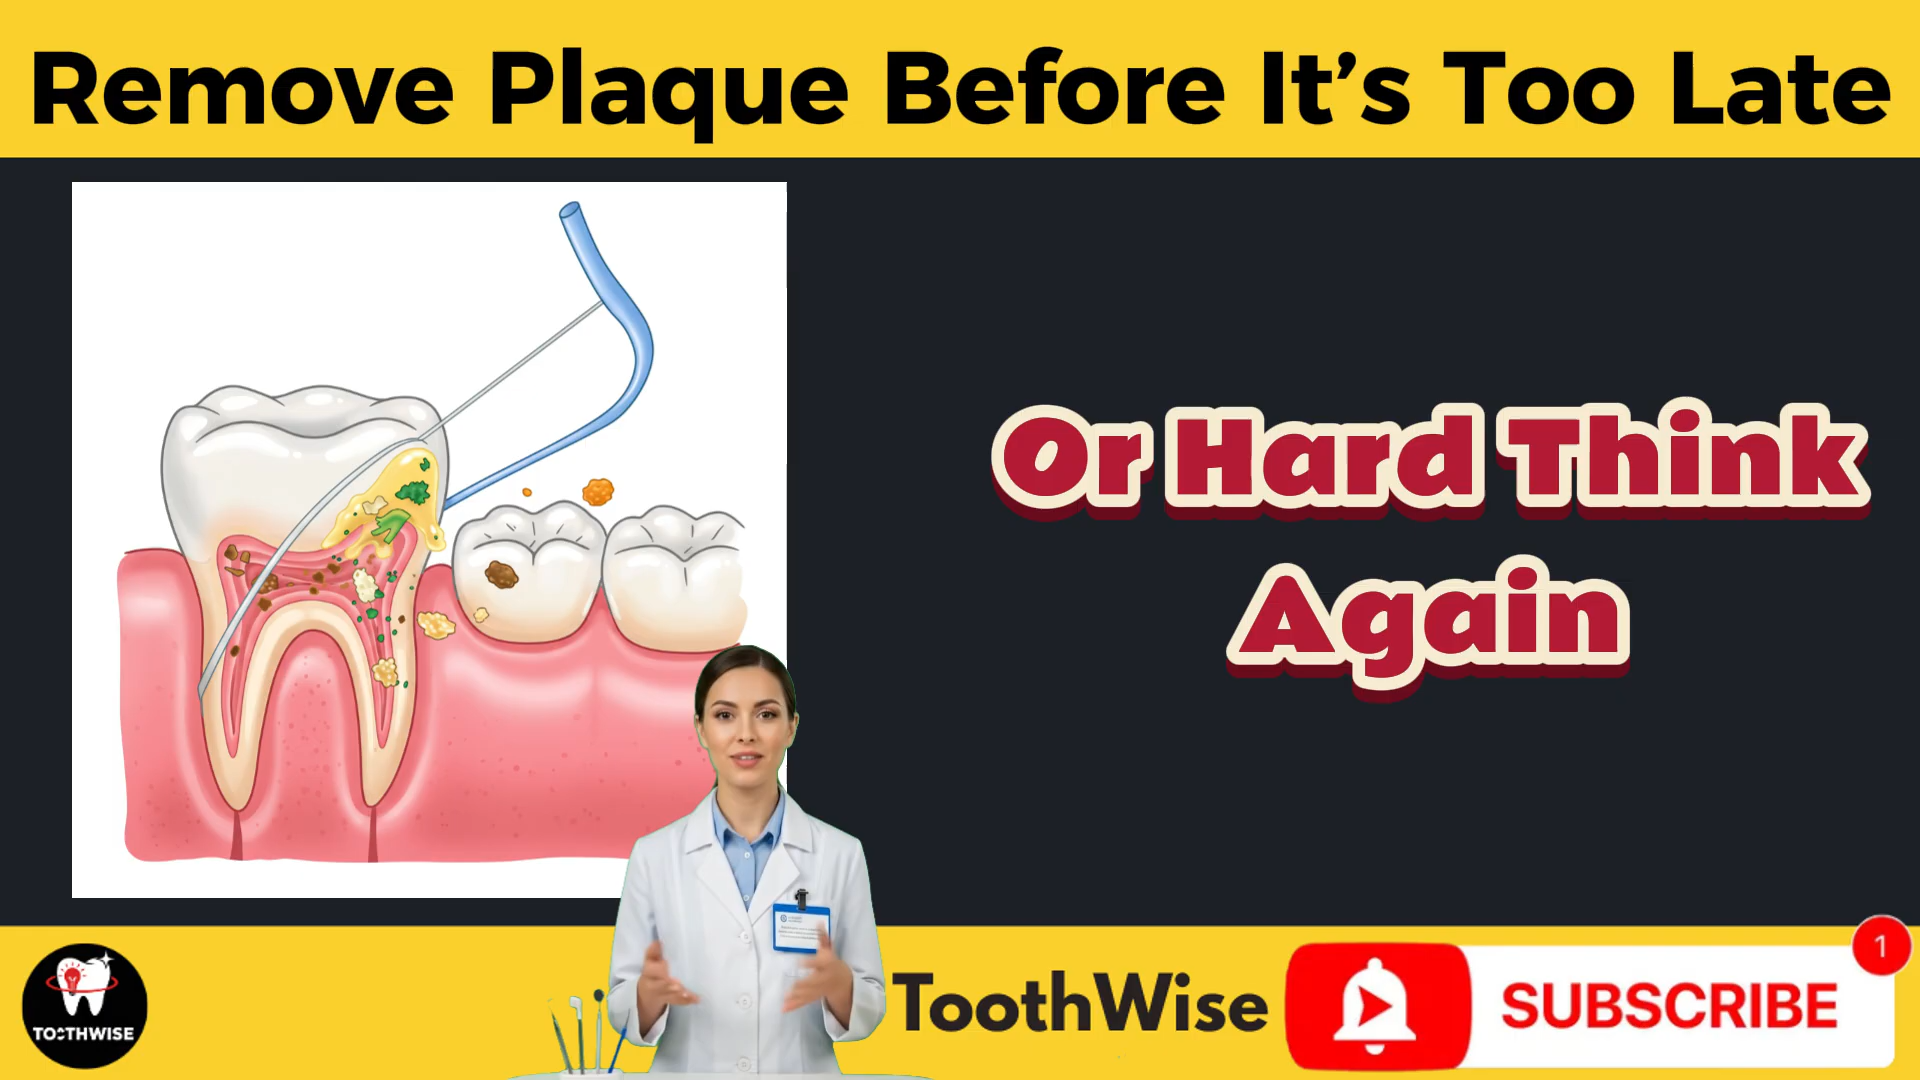 Remove Plaque Before It's Too Late
Or Hard Think
Again
TOOTHWISE
ToothWise
SUBSCRIBE
1